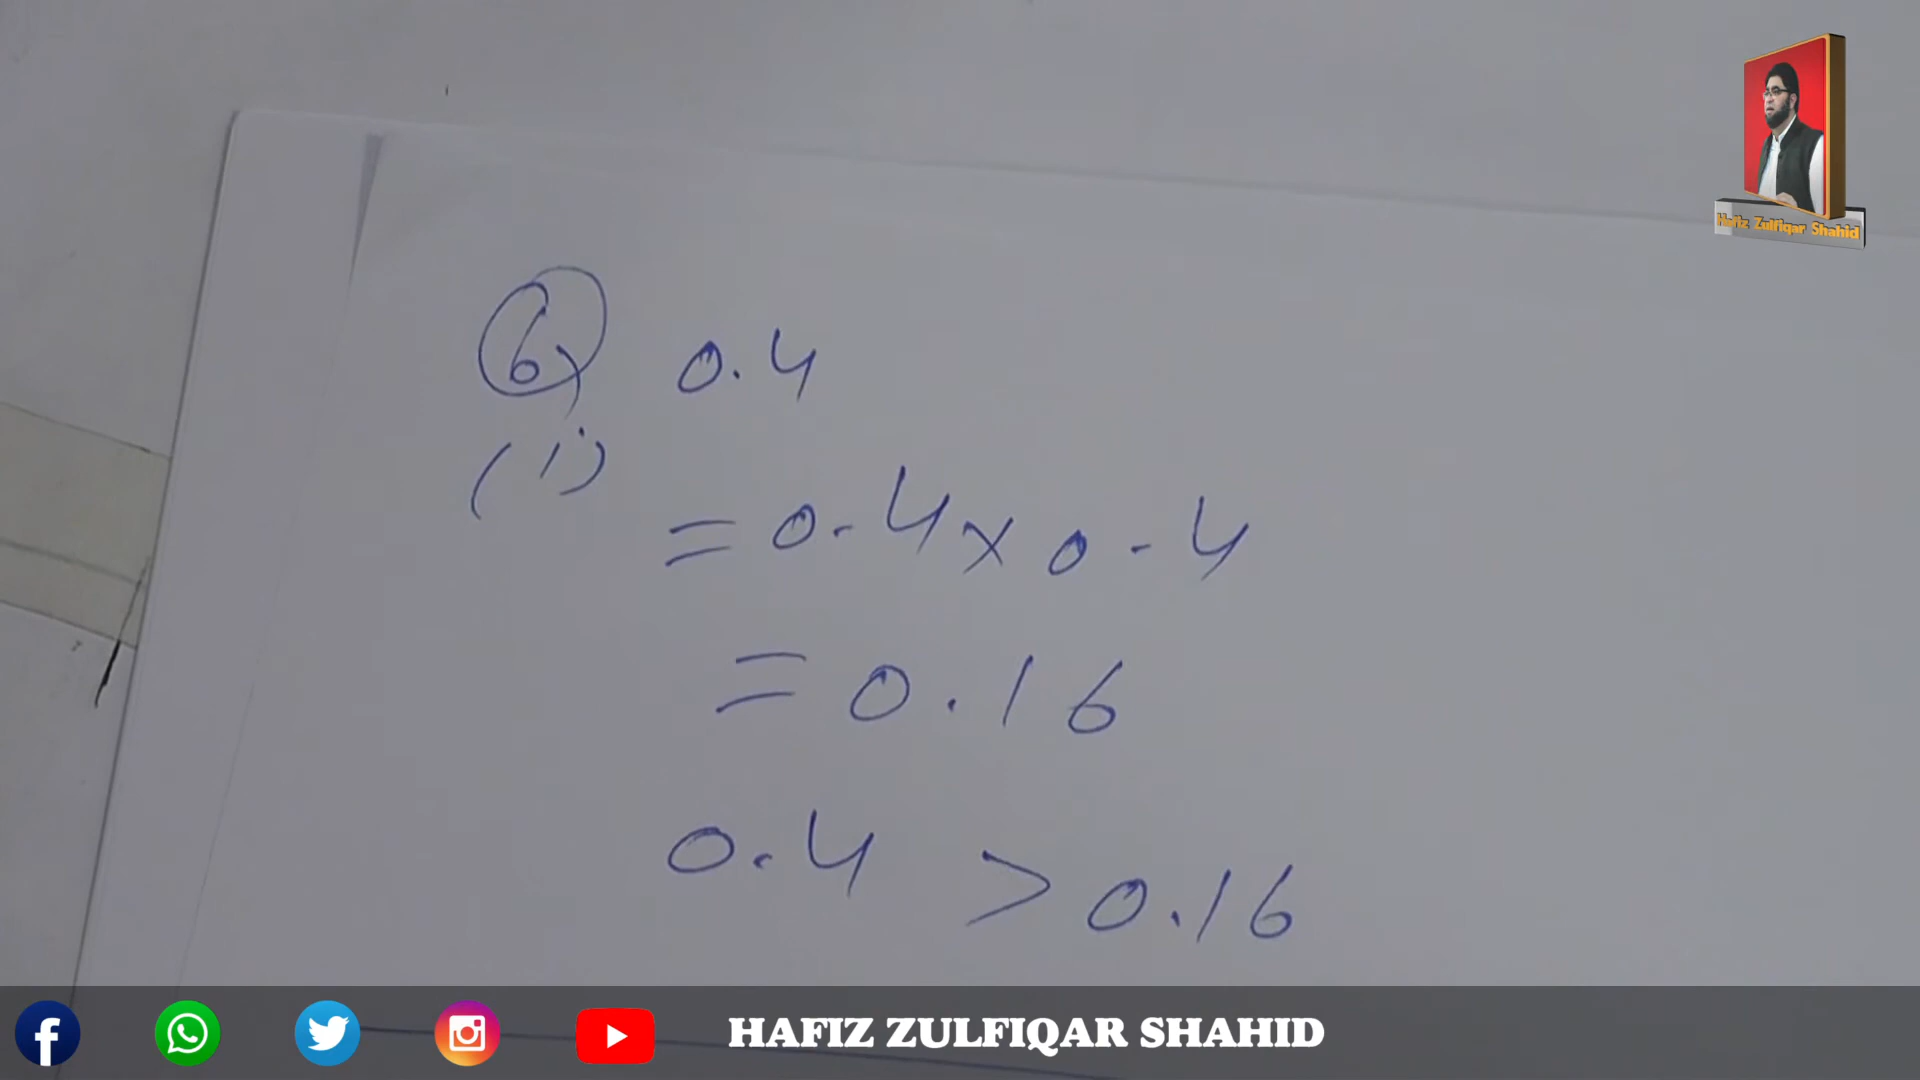 Hafiz Zulfiqar Shahid
6) 0.4
(i)
= 0.4 x 0.4
= 0.16
0.4 > 0.16
HAFIZ ZULFIQAR SHAHID